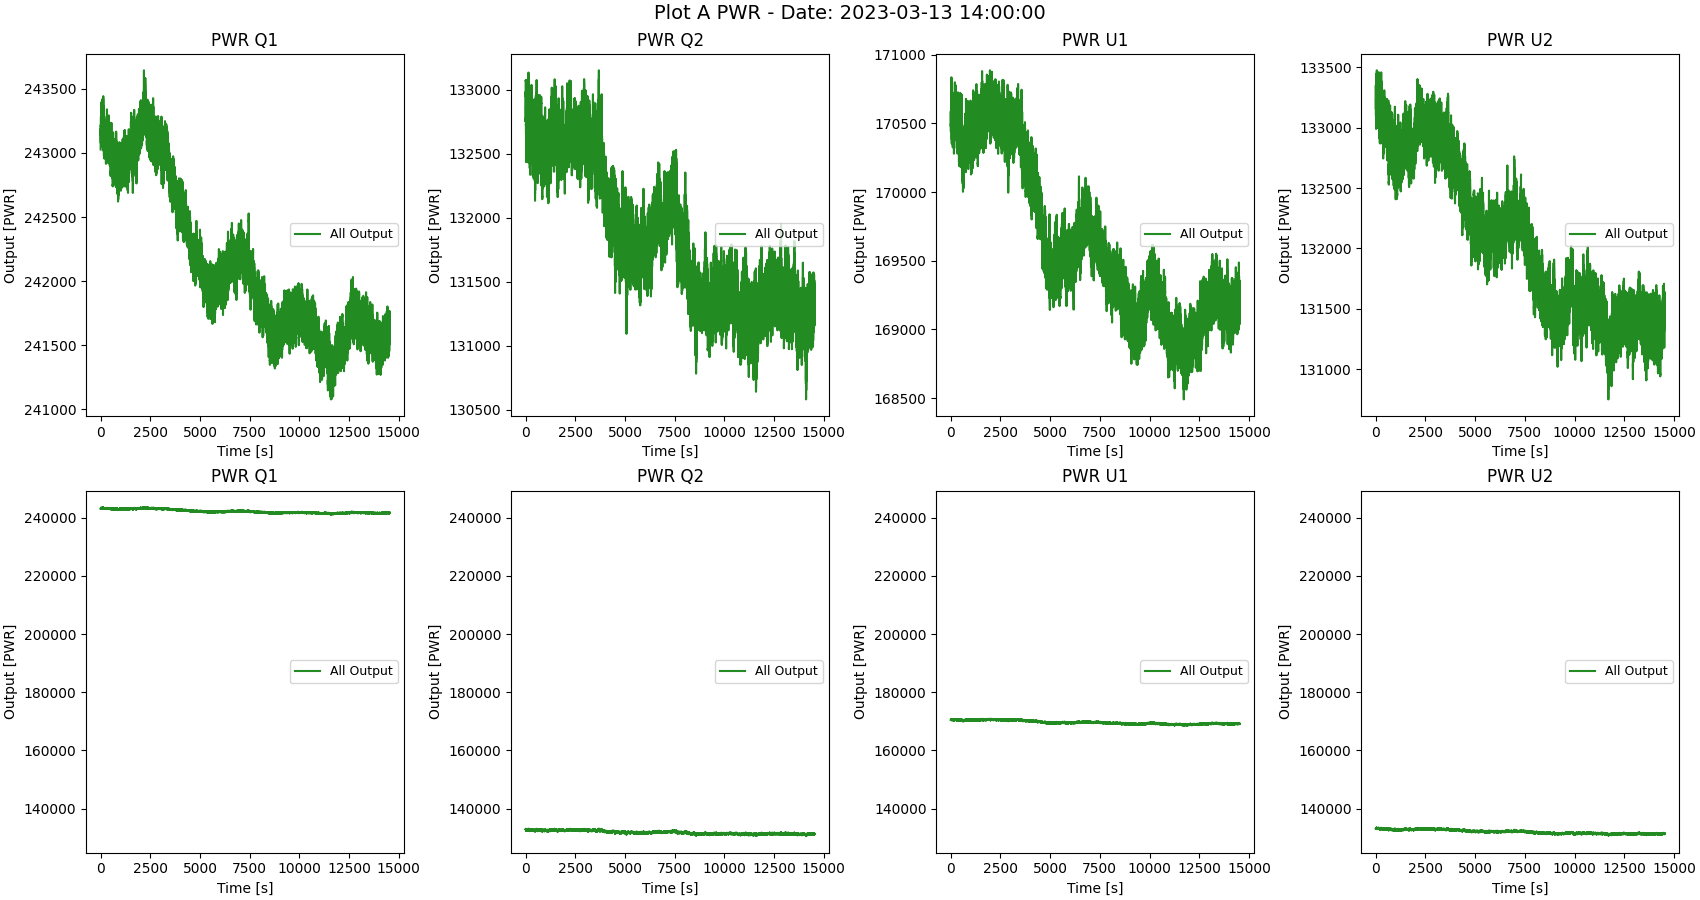 Plot A PWR - Date: 2023-03-13 14:00:00
PWR Q1
PWR Q2
PWR U1
PWR U2
Output [PWR]
243500
243000
242500
242000
241500
241000
All Output
0 2500 5000 7500 10000 12500 15000
Time [s]
Output [PWR]
133000
132500
132000
131500
131000
130500
All Output
0 2500 5000 7500 10000 12500 15000
Time [s]
Output [PWR]
171000
170500
170000
169500
169000
168500
All Output
0 2500 5000 7500 10000 12500 15000
Time [s]
Output [PWR]
133500
133000
132500
132000
131500
131000
All Output
0 2500 5000 7500 10000 12500 15000
Time [s]
PWR Q1
PWR Q2
PWR U1
PWR U2
Output [PWR]
240000
220000
200000
180000
160000
140000
All Output
0 2500 5000 7500 10000 12500 15000
Time [s]
Output [PWR]
240000
220000
200000
180000
160000
140000
All Output
0 2500 5000 7500 10000 12500 15000
Time [s]
Output [PWR]
240000
220000
200000
180000
160000
140000
All Output
0 2500 5000 7500 10000 12500 15000
Time [s]
Output [PWR]
240000
220000
200000
180000
160000
140000
All Output
0 2500 5000 7500 10000 12500 15000
Time [s]